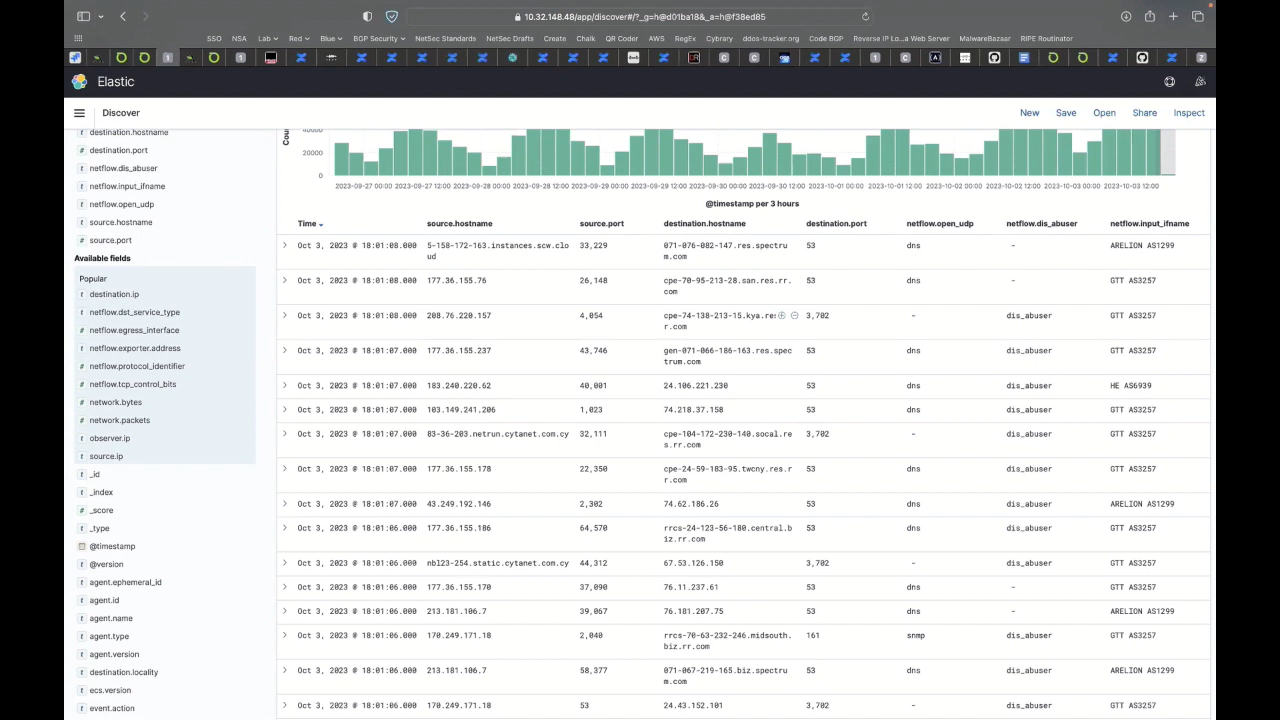 10.32.148.48/app/discover#/?_g=h@d01ba18&_a=h@f38ed85
SSO NSA Lab Red Blue BGP Security NetSec Standards NetSec Drafts Create Chalk QR Coder AWS RegEx Cybrary ddos-tracker.org Code BGP Reverse IP Lo...a Web Server MalwareBazaar RIPE Routinator
Elastic
Discover
New Save Open Share Inspect
destination.hostname
destination.port
netflow.dis_abuser
netflow.input_ifname
netflow.open_udp
source.hostname
source.port
Available fields
Popular
destination.ip
netflow.dst_service_type
netflow.egress_interface
netflow.exporter.address
netflow.protocol_identifier
netflow.tcp_control_bits
network.bytes
network.packets
observer.ip
source.ip
_id
_index
_score
_type
@timestamp
@version
agent.ephemeral_id
agent.id
agent.name
agent.type
agent.version
destination.locality
ecs.version
event.action
40000
20000
0
2023-09-27 00:00 2023-09-27 12:00 2023-09-28 00:00 2023-09-28 12:00 2023-09-29 00:00 2023-09-29 12:00 2023-09-30 00:00 2023-09-30 12:00 2023-10-01 00:00 2023-10-01 12:00 2023-10-02 00:00 2023-10-02 12:00 2023-10-03 00:00 2023-10-03 12:00
@timestamp per 3 hours
Time source.hostname source.port destination.hostname destination.port netflow.open_udp netflow.dis_abuser netflow.input_ifname
Oct 3, 2023 @ 18:01:08.000 5-158-172-163.instances.scw.clo 33,229 071-076-082-147.res.spectru 53 dns - ARELION AS1299
ud m.com
Oct 3, 2023 @ 18:01:08.000 177.36.155.76 26,148 cpe-70-95-213-28.san.res.rr. 53 dns - GTT AS3257
com
Oct 3, 2023 @ 18:01:08.000 208.76.220.157 4,054 cpe-74-138-213-15.kya.res 3,702 - dis_abuser GTT AS3257
r.com
Oct 3, 2023 @ 18:01:07.000 177.36.155.237 43,746 gen-071-066-186-163.res.spec 53 dns dis_abuser GTT AS3257
trum.com
Oct 3, 2023 @ 18:01:07.000 183.240.220.62 40,001 24.106.221.230 53 dns dis_abuser HE AS6939
Oct 3, 2023 @ 18:01:07.000 103.149.241.206 1,023 74.218.37.158 53 dns dis_abuser GTT AS3257
Oct 3, 2023 @ 18:01:07.000 83-36-203.netrun.cytanet.com.cy 32,111 cpe-104-172-230-140.socal.re 3,702 - dis_abuser GTT AS3257
s.rr.com
Oct 3, 2023 @ 18:01:07.000 177.36.155.178 22,350 cpe-24-59-183-95.twcny.res.r 53 dns dis_abuser GTT AS3257
r.com
Oct 3, 2023 @ 18:01:07.000 43.249.192.146 2,302 74.62.186.26 53 dns dis_abuser ARELION AS1299
Oct 3, 2023 @ 18:01:06.000 177.36.155.186 64,570 rrcs-24-123-56-180.central.b 53 dns dis_abuser GTT AS3257
iz.rr.com
Oct 3, 2023 @ 18:01:06.000 nb123-254.static.cytanet.com.cy 44,312 67.53.126.150 3,702 - dis_abuser GTT AS3257
Oct 3, 2023 @ 18:01:06.000 177.36.155.170 37,090 76.11.237.61 53 dns - GTT AS3257
Oct 3, 2023 @ 18:01:06.000 213.181.106.7 39,067 76.181.207.75 53 dns - ARELION AS1299
Oct 3, 2023 @ 18:01:06.000 170.249.171.18 2,040 rrcs-70-63-232-246.midsouth. 161 snmp dis_abuser GTT AS3257
biz.rr.com
Oct 3, 2023 @ 18:01:06.000 213.181.106.7 58,377 071-067-219-165.biz.spectru 53 dns dis_abuser ARELION AS1299
m.com
Oct 3, 2023 @ 18:01:06.000 170.249.171.18 53 24.43.152.101 3,702 - dis_abuser GTT AS3257